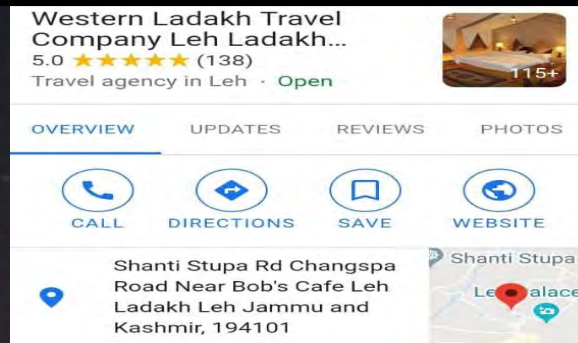 Western Ladakh Travel
Company Leh Ladakh...
5.0 (138)
Travel agency in Leh · Open
115+
OVERVIEW UPDATES REVIEWS PHOTOS
CALL DIRECTIONS SAVE WEBSITE
Shanti Stupa Rd Changspa
Road Near Bob's Cafe Leh
Ladakh Leh Jammu and
Kashmir, 194101
Shanti Stupa
Le alace